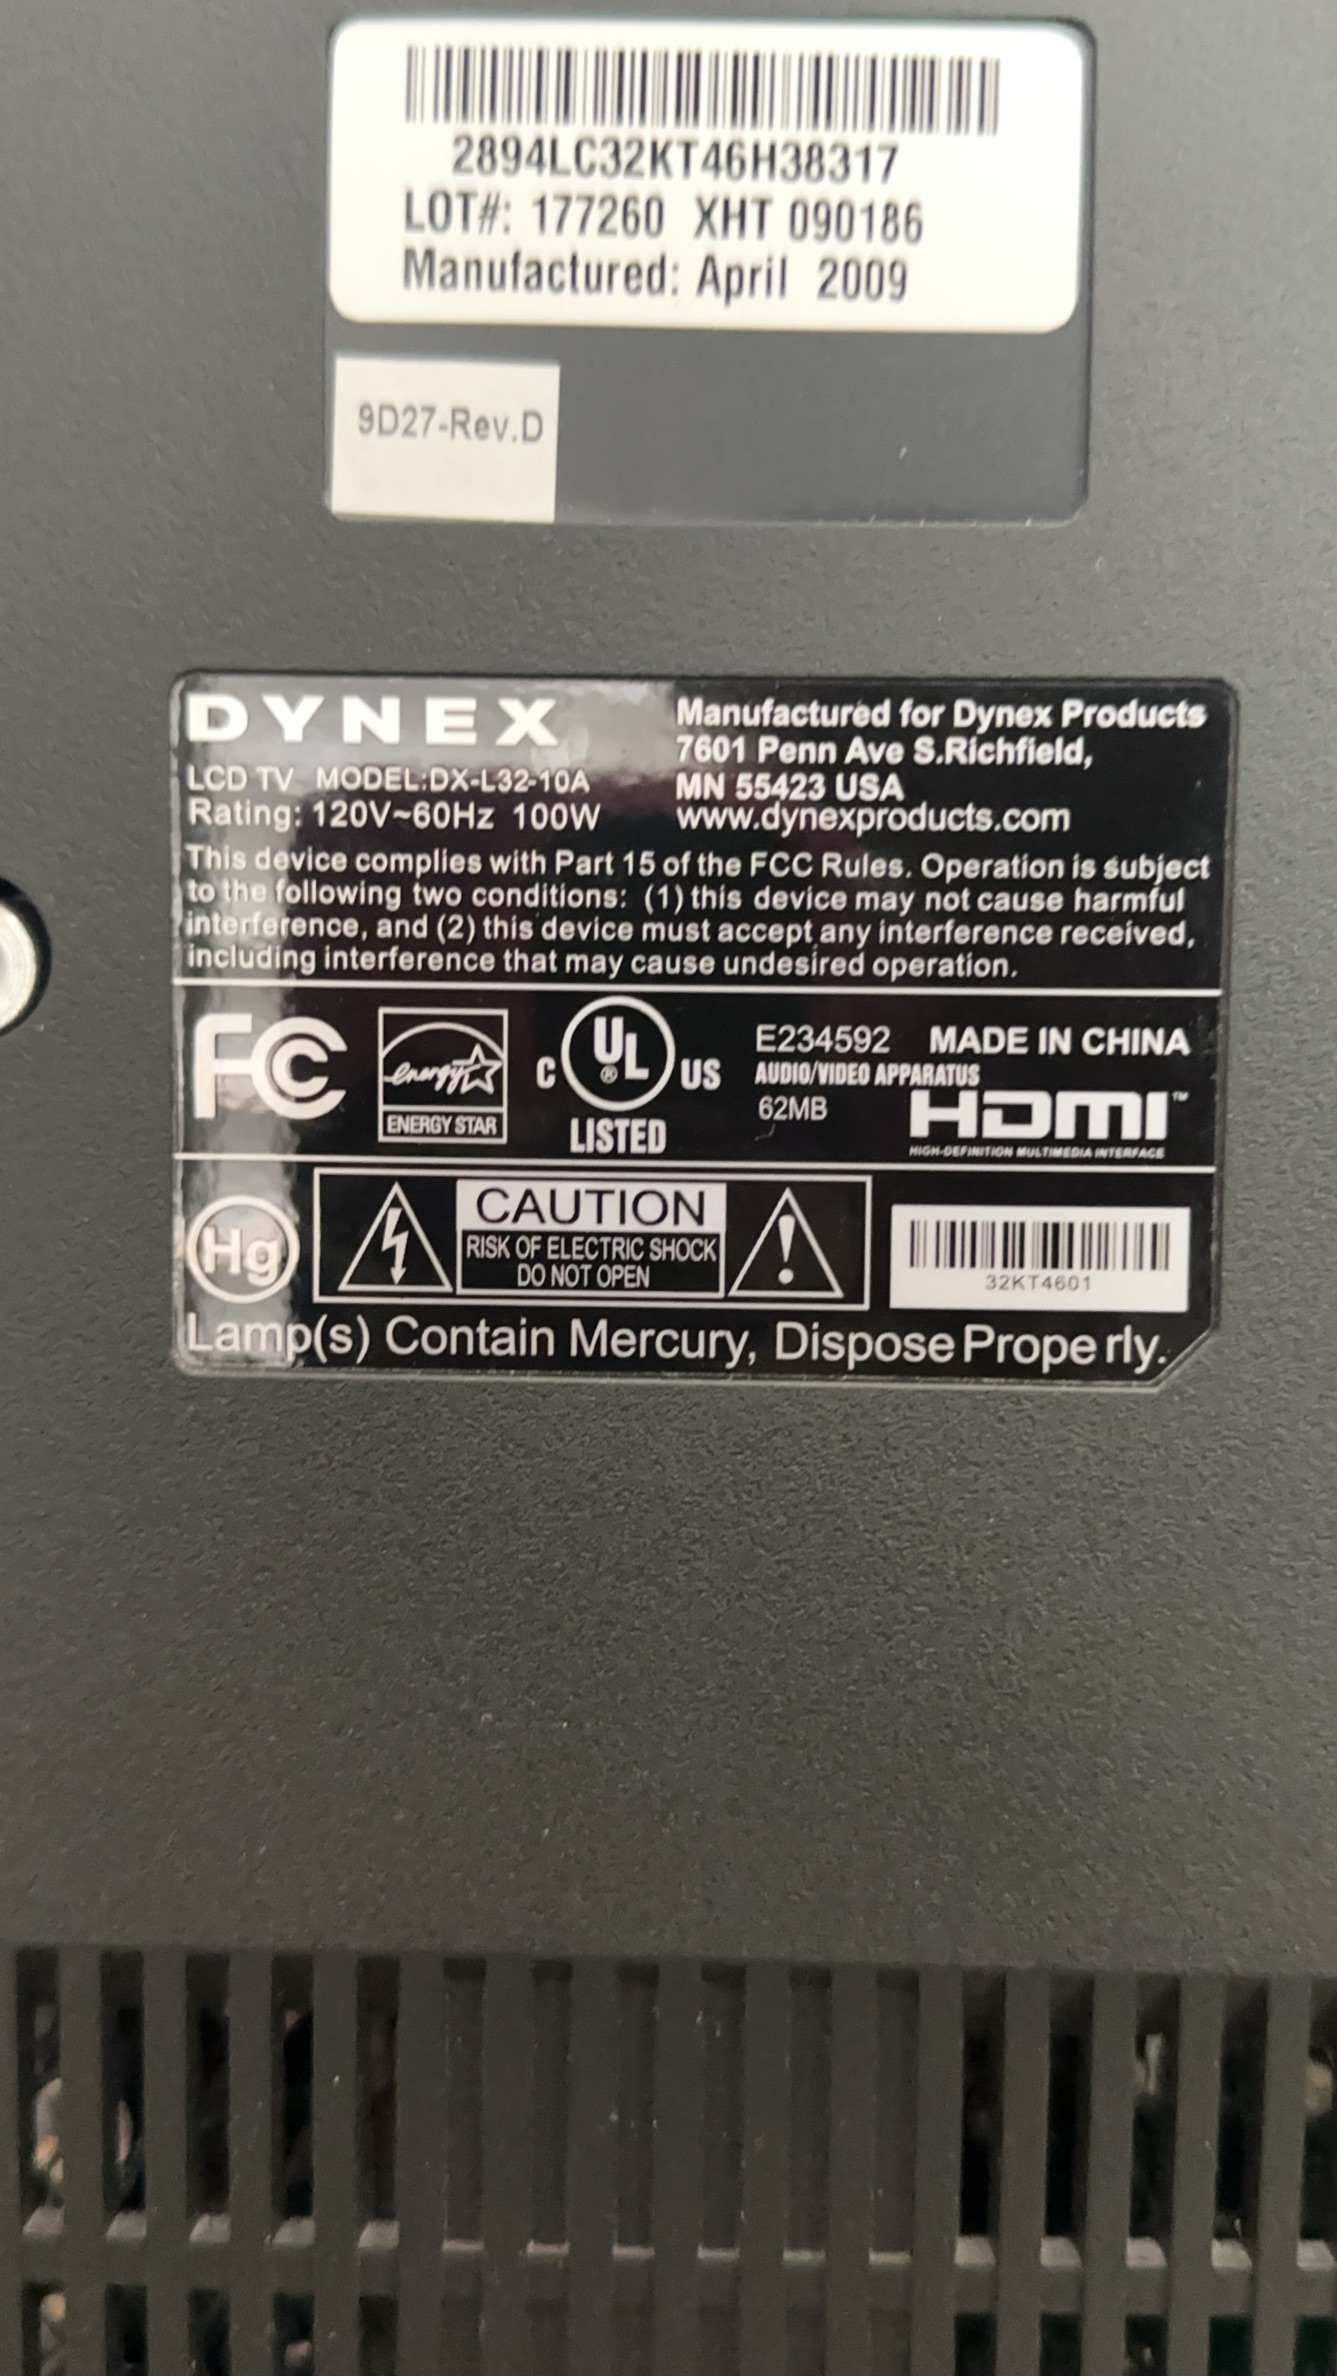 2894LC32KT46H38317
LOT#: 177260 XHT 090186
Manufactured: April 2009
9D27-Rev.D
DYNEX
LCD TV MODEL:DX-L32-10A
Rating: 120V~60Hz 100W
Manufactured for Dynex Products
7601 Penn Ave S.Richfield,
MN 55423 USA
www.dynexproducts.com
This device complies with Part 15 of the FCC Rules. Operation is subject
to the following two conditions: (1) this device may not cause harmful
interference, and (2) this device must accept any interference received,
including interference that may cause undesired operation.
FC
energy
ENERGY STAR
C UL® US
LISTED
E234592 MADE IN CHINA
AUDIO/VIDEO APPARATUS
62MB
HDMI™
HIGH-DEFINITION MULTIMEDIA INTERFACE
Hg
CAUTION
RISK OF ELECTRIC SHOCK
DO NOT OPEN
!
32KT4601
Lamp(s) Contain Mercury, Dispose Prope rly.